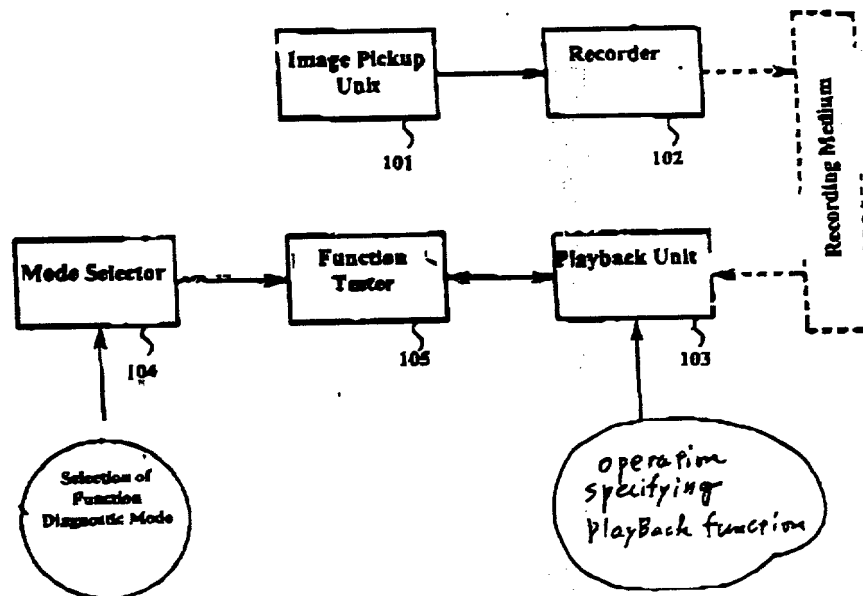 Image Pickup
Unit
101
Recorder
102
Recording Medium
Mode Selector
104
Function
Tester
105
Playback Unit
103
Selection of
Function
Diagnostic Mode
operation
specifying
playBack function